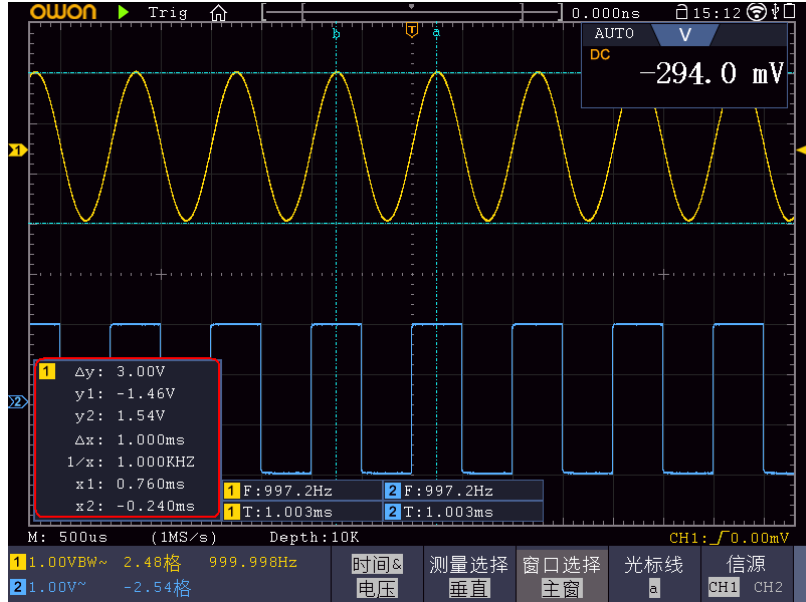 owon Trig 0.000ns 15:12
b T a
AUTO V
DC
-294.0 mV
1
2
1 Δy: 3.00V
y1: -1.46V
y2: 1.54V
Δx: 1.000ms
1/x: 1.000KHZ
x1: 0.760ms
x2: -0.240ms
1 F:997.2Hz 2 F:997.2Hz
1 T:1.003ms 2 T:1.003ms
M: 500us (1MS/s) Depth:10K CH1:∫0.00mV
1 1.00VBW~ 2.48格 999.998Hz
2 1.00V~ -2.54格
时间&
电压
测量选择
垂直
窗口选择
主窗
光标线
a
信源
CH1 CH2